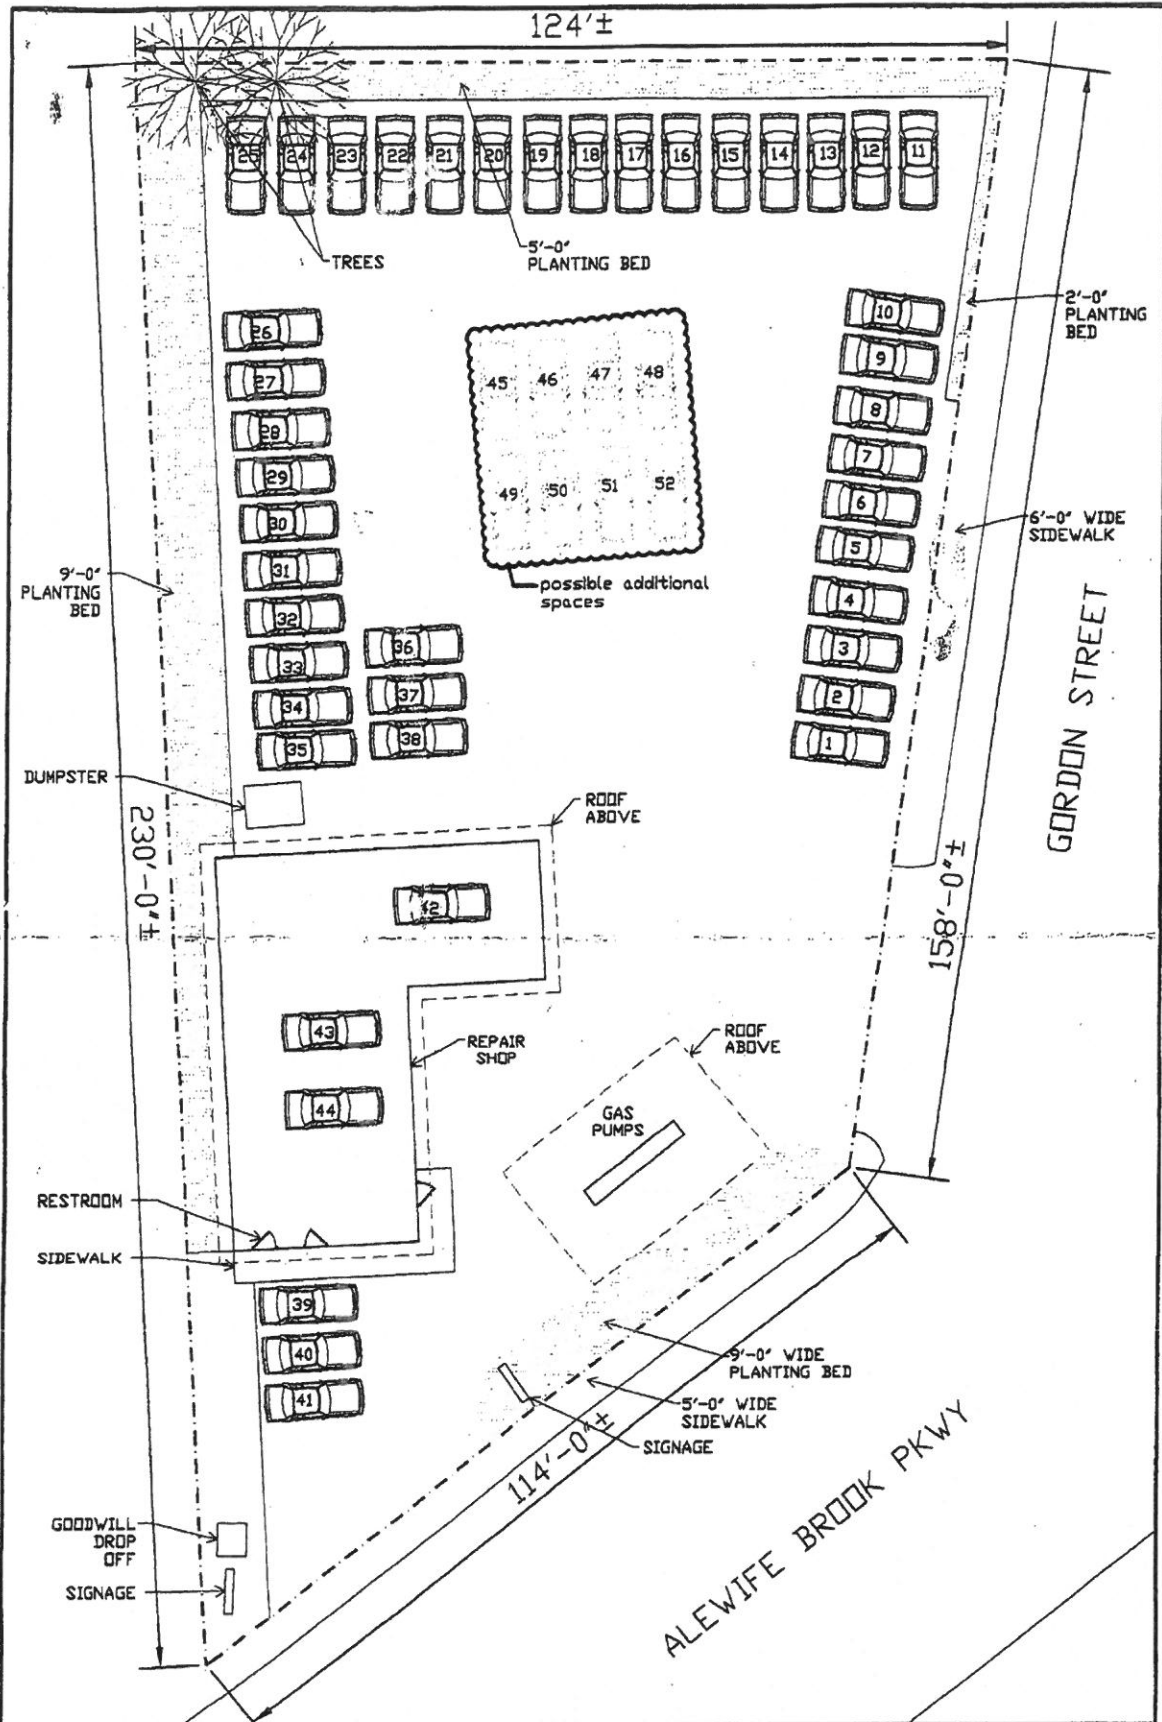 124'±
25 24 23 22 21 20 19 18 17 16 15 14 13 12 11
TREES
5'-0"
PLANTING BED
2'-0"
PLANTING
BED
10
9
8
7
6
5
4
3
2
1
26
27
28
29
30
31
32
33
34
35
36
37
38
45 46 47 48
49 50 51 52
possible additional
spaces
6'-0" WIDE
SIDEWALK
9'-0"
PLANTING
BED
GORDON STREET
DUMPSTER
ROOF
ABOVE
230'-0"±
158'-0"±
42
43
44
REPAIR
SHOP
ROOF
ABOVE
GAS
PUMPS
RESTROOM
SIDEWALK
39
40
41
9'-0" WIDE
PLANTING BED
5'-0" WIDE
SIDEWALK
SIGNAGE
114'-0"±
ALEWIFE BROOK PKWY
GOODWILL
DROP
OFF
SIGNAGE